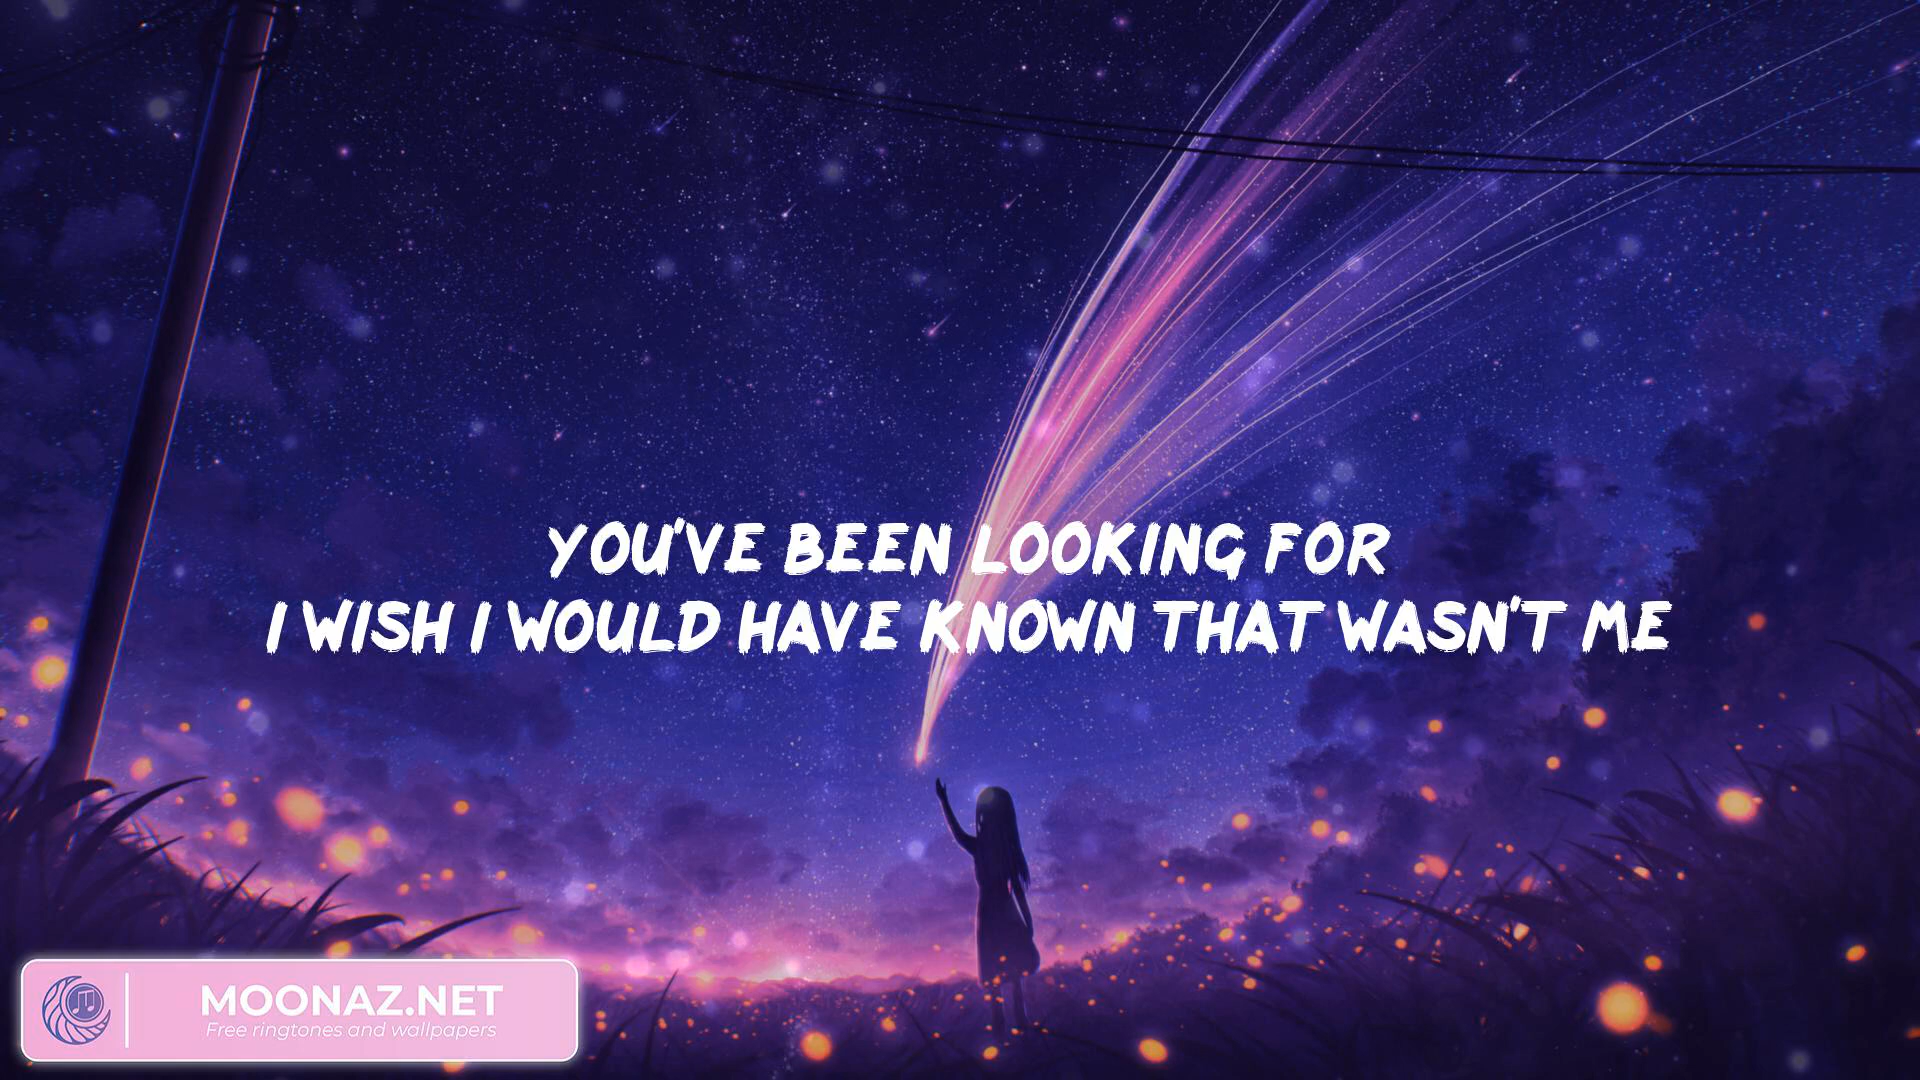 YOU'VE BEEN LOOKING FOR
I WISH I WOULD HAVE KNOWN THAT WASN'T ME
MOONAZ.NET
Free ringtones and wallpapers